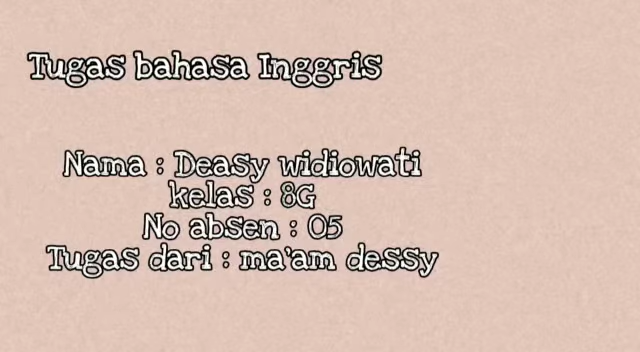 Tugas bahasa Inggris
Nama : Deasy widiowati
kelas : 8G
No absen : 05
Tugas dari : ma'am dessy